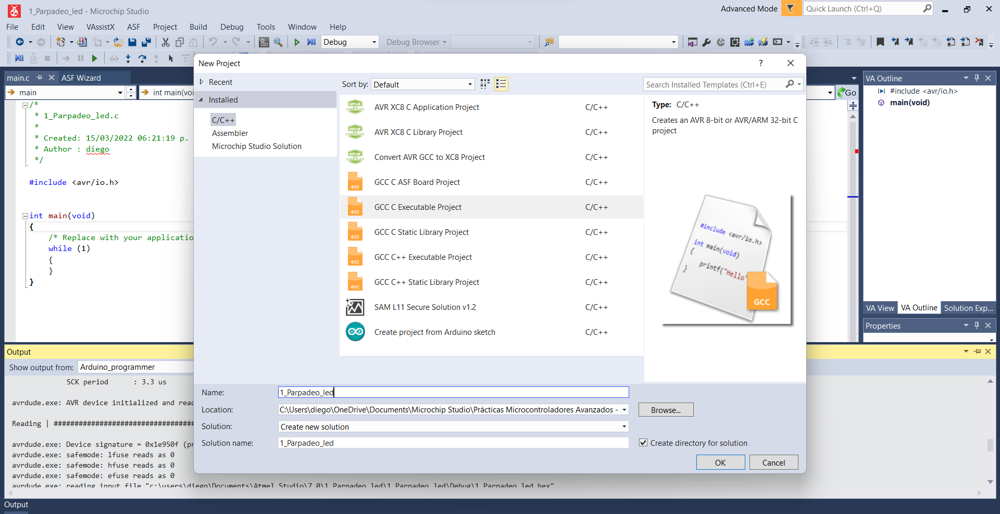 1_Parpadeo_led - Microchip Studio
Advanced Mode
Quick Launch (Ctrl+Q)
File Edit View VAssistX ASF Project Build Debug Tools Window Help
Debug
Debug Browser
main.c
ASF Wizard
main
int main(voi
Go
/*
* 1_Parpadeo_led.c
*
* Created: 15/03/2022 06:21:19 p.
* Author : diego
*/
#include <avr/io.h>
int main(void)
{
/* Replace with your applicatio
while (1)
{
}
}
New Project
?
Recent
Installed
C/C++
Assembler
Microchip Studio Solution
Sort by: Default
Search Installed Templates (Ctrl+E)
AVR XC8 C Application Project C/C++
AVR XC8 C Library Project C/C++
Convert AVR GCC to XC8 Project C/C++
GCC C ASF Board Project C/C++
GCC C Executable Project C/C++
GCC C Static Library Project C/C++
GCC C++ Executable Project C/C++
GCC C++ Static Library Project C/C++
SAM L11 Secure Solution v1.2 C/C++
Create project from Arduino sketch C/C++
Type: C/C++
Creates an AVR 8-bit or AVR/ARM 32-bit C
project
#include <avr/io.h>
int main(void)
{
printf("Hello"
}
GCC
Name: 1_Parpadeo_led
Location: C:\Users\diego\OneDrive\Documents\Microchip Studio\Prácticas Microcontroladores Avanzados -
Browse...
Solution: Create new solution
Solution name: 1_Parpadeo_led
Create directory for solution
OK
Cancel
VA Outline
#include <avr/io.h>
main(void)
VA View
VA Outline
Solution Exp...
Properties
Output
Show output from: Arduino_programmer
SCK period : 3.3 us
avrdude.exe: AVR device initialized and read
Reading | ##################################
avrdude.exe: Device signature = 0x1e950f (pr
avrdude.exe: safemode: lfuse reads as 0
avrdude.exe: safemode: hfuse reads as 0
avrdude.exe: safemode: efuse reads as 0
avrdude.exe: reading input file "c:\users\diego\Documents\Atmel Studio\7.0\1_Parpadeo_led\1_Parpadeo_led\Debug\1_Parpadeo_led.hex"
Output